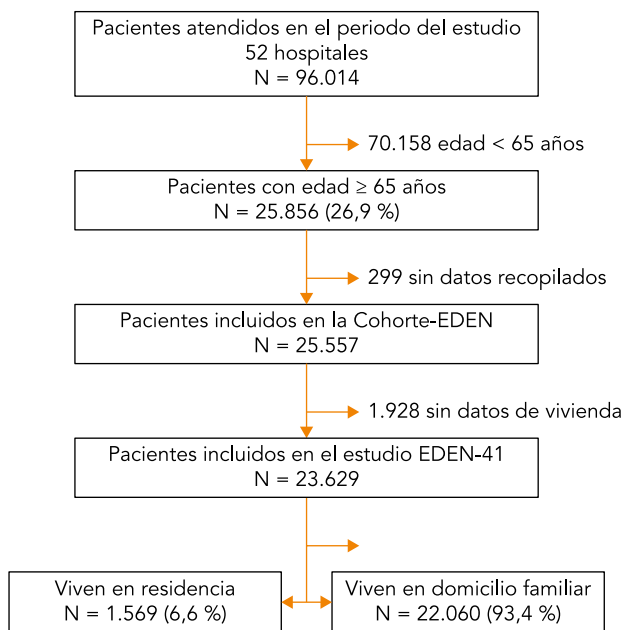 Pacientes atendidos en el periodo del estudio
52 hospitales
N = 96.014
70.158 edad < 65 años
Pacientes con edad ≥ 65 años
N = 25.856 (26,9 %)
299 sin datos recopilados
Pacientes incluidos en la Cohorte-EDEN
N = 25.557
1.928 sin datos de vivienda
Pacientes incluidos en el estudio EDEN-41
N = 23.629
Viven en residencia
N = 1.569 (6,6 %)
Viven en domicilio familiar
N = 22.060 (93,4 %)